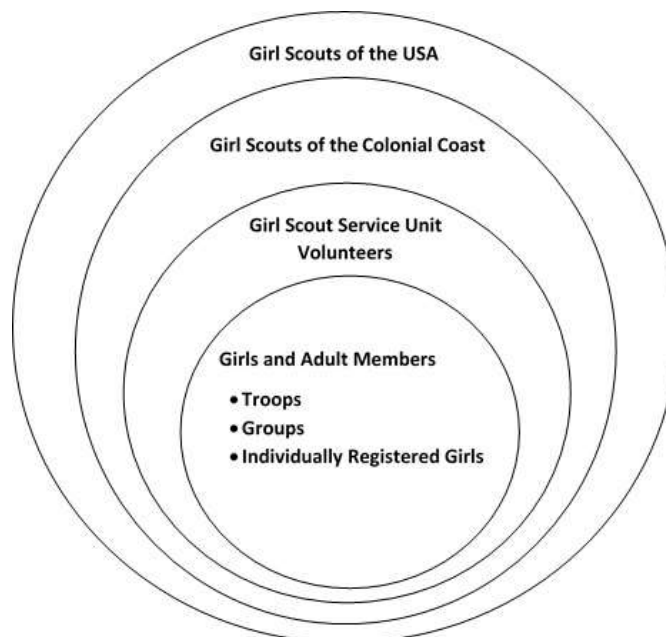 Girl Scouts of the USA
Girl Scouts of the Colonial Coast
Girl Scout Service Unit
Volunteers
Girls and Adult Members
• Troops
• Groups
• Individually Registered Girls